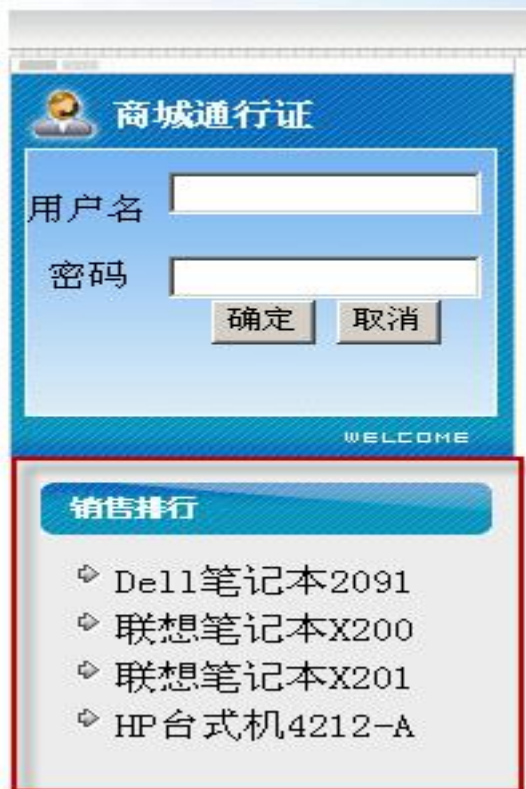 商城通行证
用户名
密码
确定 取消
WELCOME
销售排行
Dell笔记本2091
联想笔记本X200
联想笔记本X201
HP台式机4212-A